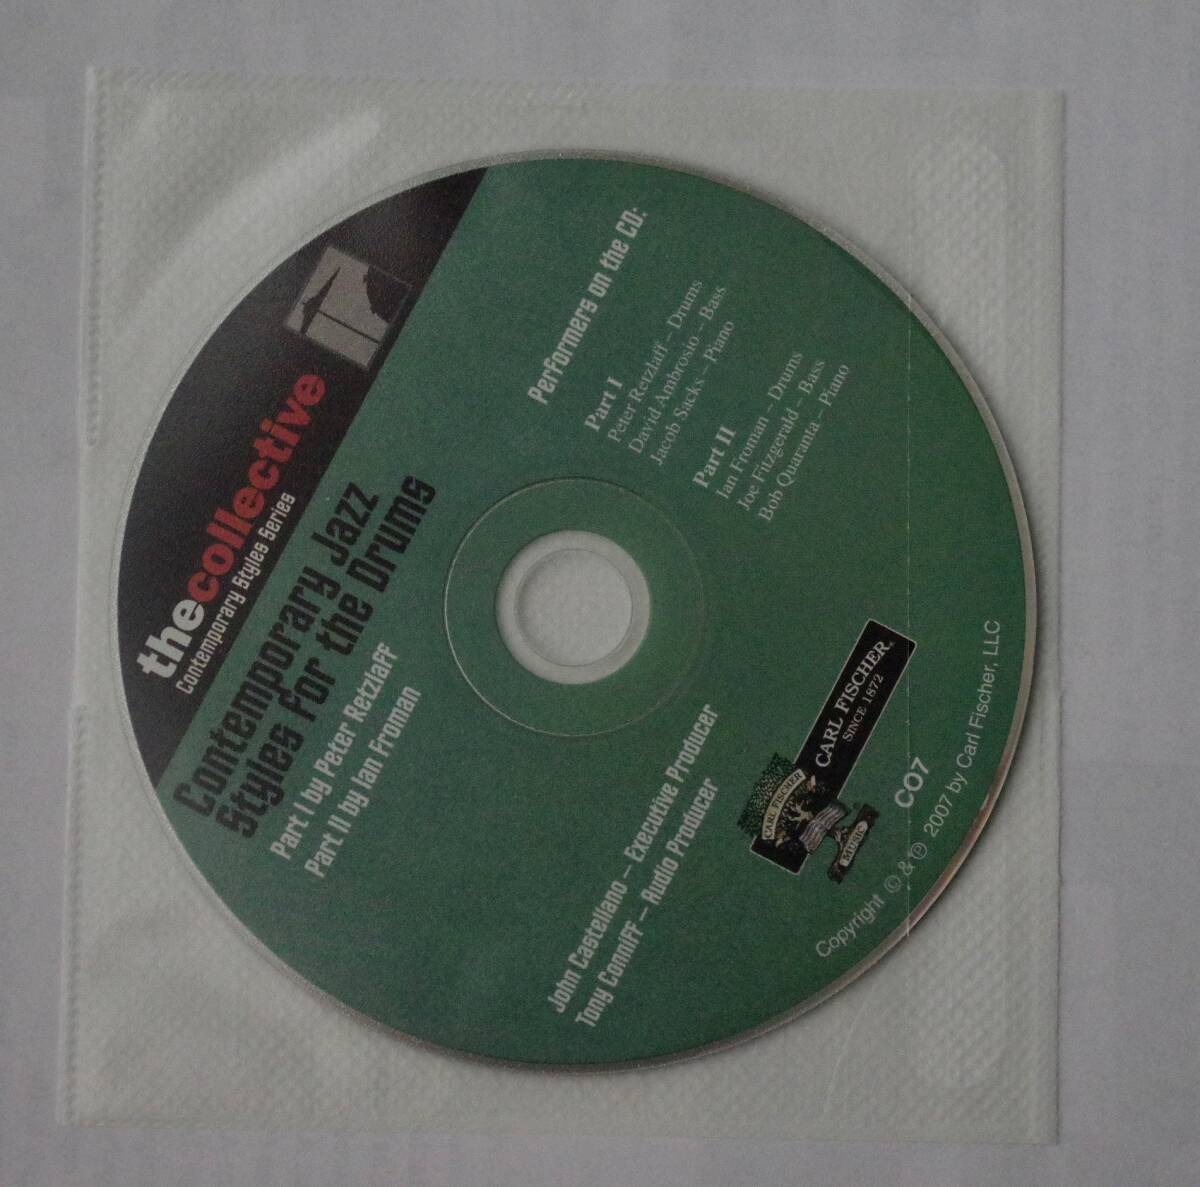 thecollective
Contemporary Styles Series
Contemporary Jazz
Styles for the Drums
Part I by Peter Retzlaff
Part II by Ian Froman
Performers on the CD:
Part I
Peter Retzlaff – Drums
David Ambrosio – Bass
Jacob Sacks – Piano
Part II
Ian Froman – Drums
Joe Fitzgerald – Bass
Bob Quaranta – Piano
John Castellano – Executive Producer
Tony Conniff – Audio Producer
CARL FISCHER
SINCE 1872
CARL FISCHER
MUSIC
CO7
Copyright © & ℗ 2007 by Carl Fischer, LLC